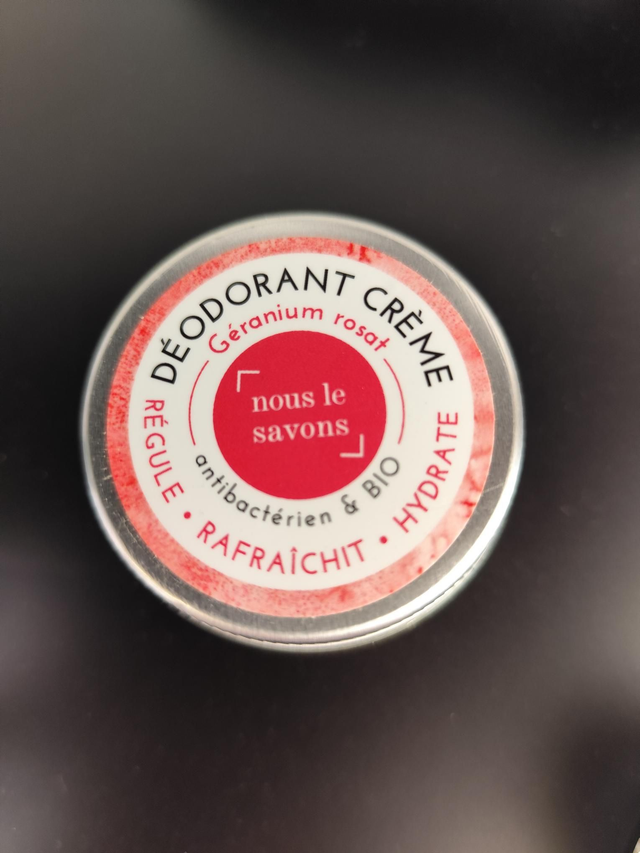 DÉODORANT CRÈME
Géranium rosat
nous le
savons
antibactérien & BIO
RÉGULE • RAFRAÎCHIT • HYDRATE